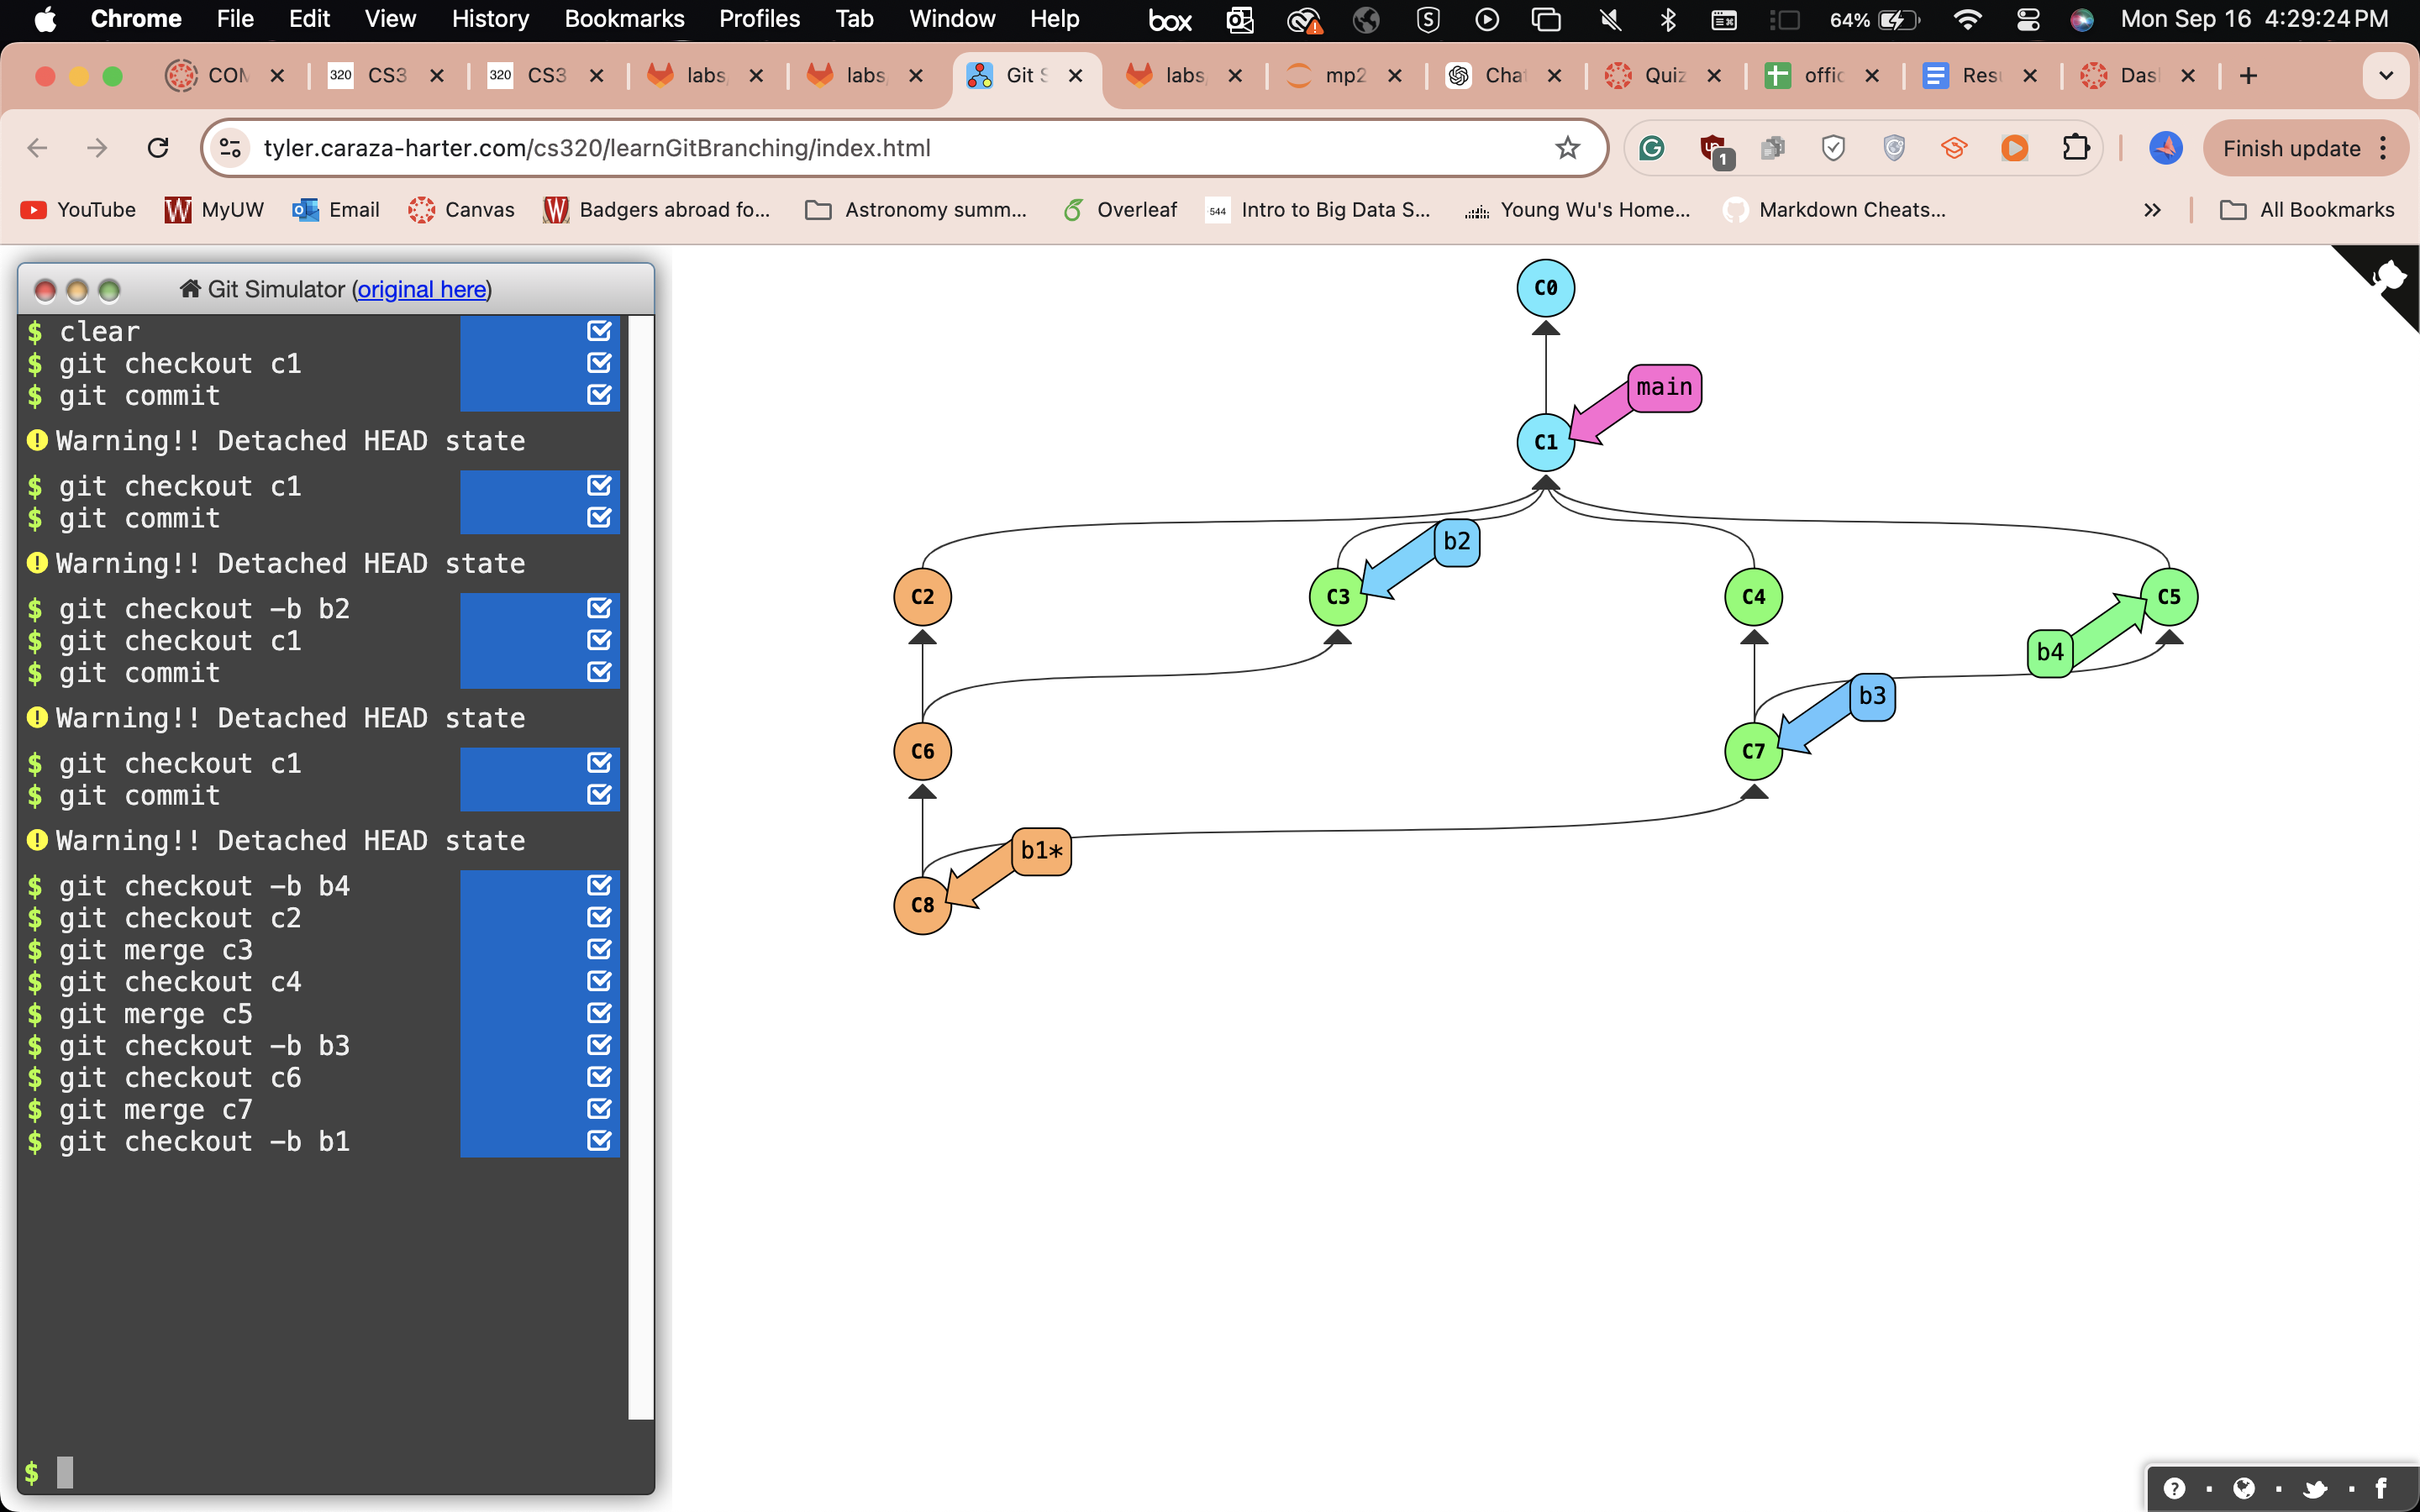 Chrome File Edit View History Bookmarks Profiles Tab Window Help box 64% Mon Sep 16 4:29:24 PM
COM 320 CS3 320 CS3 labs labs Git S labs mp2 Cha Quiz offic Res Das
tyler.caraza-harter.com/cs320/learnGitBranching/index.html 1 Finish update
YouTube MyUW Email Canvas Badgers abroad fo... Astronomy summ... Overleaf 544 Intro to Big Data S... Young Wu's Home... Markdown Cheats... » All Bookmarks
Git Simulator (original here)
$ clear
$ git checkout c1
$ git commit
Warning!! Detached HEAD state
$ git checkout c1
$ git commit
Warning!! Detached HEAD state
$ git checkout -b b2
$ git checkout c1
$ git commit
Warning!! Detached HEAD state
$ git checkout c1
$ git commit
Warning!! Detached HEAD state
$ git checkout -b b4
$ git checkout c2
$ git merge c3
$ git checkout c4
$ git merge c5
$ git checkout -b b3
$ git checkout c6
$ git merge c7
$ git checkout -b b1
$
C0
main
C1
b2
C2 C3 C4 C5
b4
b3
C6 C7
b1*
C8